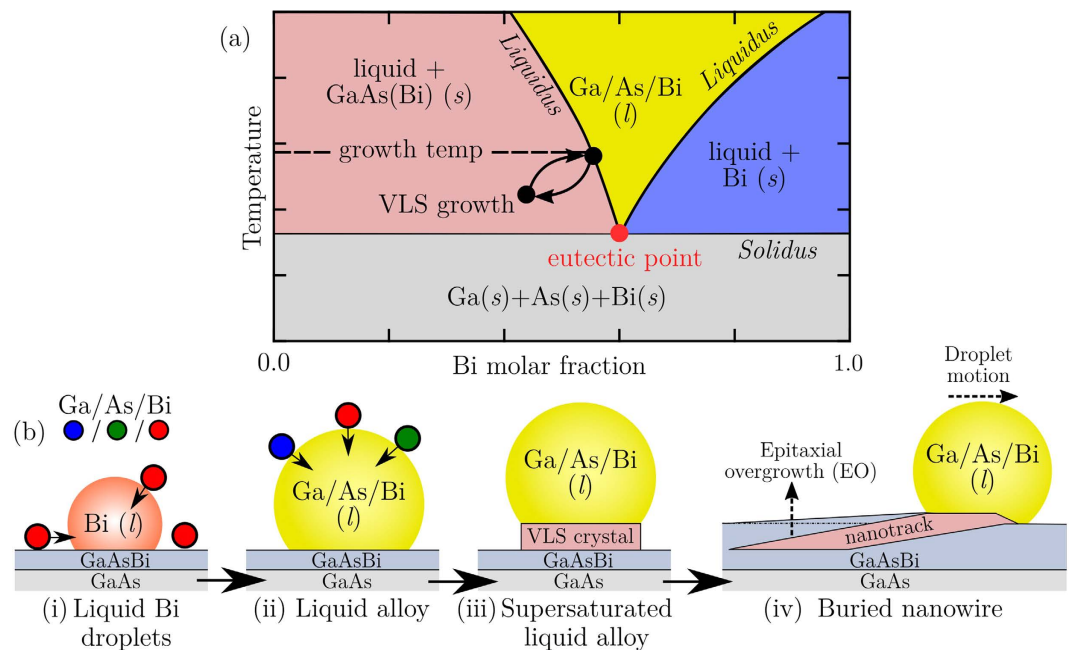 (a)
Temperature
liquid +
GaAs(Bi) (s)
Liquidus
Ga/As/Bi
(l)
Liquidus
growth temp
VLS growth
liquid +
Bi (s)
eutectic point
Solidus
Ga(s)+As(s)+Bi(s)
0.0
Bi molar fraction
1.0
(b)
Ga/As/Bi
/ /
Bi (l)
GaAsBi
GaAs
(i) Liquid Bi
droplets
Ga/As/Bi
(l)
GaAsBi
GaAs
(ii) Liquid alloy
Ga/As/Bi
(l)
VLS crystal
GaAsBi
GaAs
(iii) Supersaturated
liquid alloy
Droplet
motion
Ga/As/Bi
(l)
Epitaxial
overgrowth (EO)
nanotrack
GaAsBi
GaAs
(iv) Buried nanowire